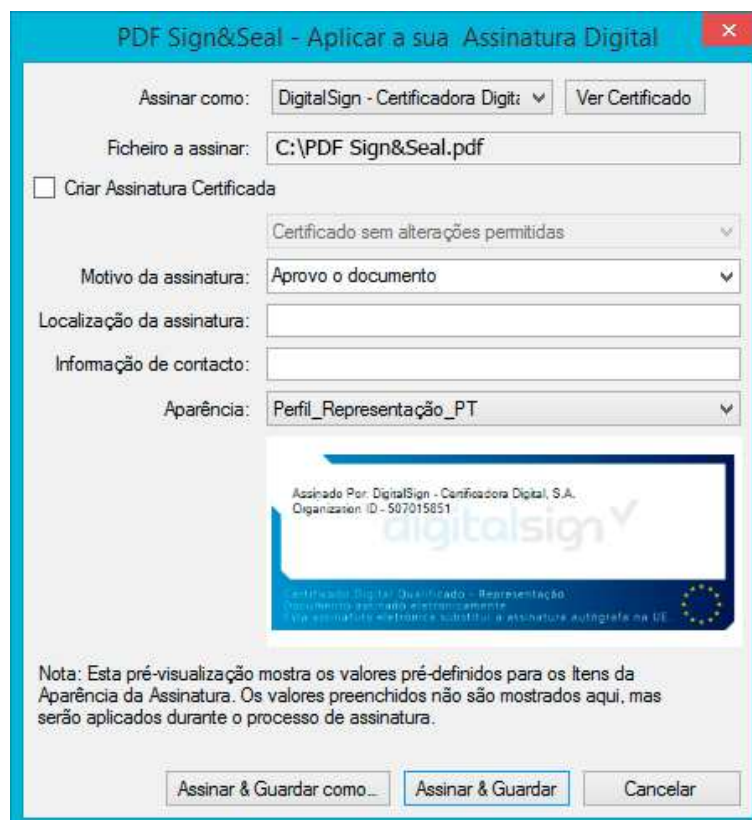 PDF Sign&Seal - Aplicar a sua Assinatura Digital
Assinar como: DigitalSign - Certificadora Digita Ver Certificado
Ficheiro a assinar: C:\PDF Sign&Seal.pdf
Criar Assinatura Certificada
Certificado sem alterações permitidas
Motivo da assinatura: Aprovo o documento
Localização da assinatura:
Informação de contacto:
Aparência: Perfil_Representação_PT
Assinado Por: DigitalSign - Certificadora Digital, S.A.
Organization ID - 507015851
digitalsign
Certificado Digital Qualificado - Representação
Documento assinado eletronicamente
Esta assinatura eletrónica substitui a assinatura autógrafa na UE
Nota: Esta pré-visualização mostra os valores pré-definidos para os Itens da
Aparência da Assinatura. Os valores preenchidos não são mostrados aqui, mas
serão aplicados durante o processo de assinatura.
Assinar & Guardar como... Assinar & Guardar Cancelar